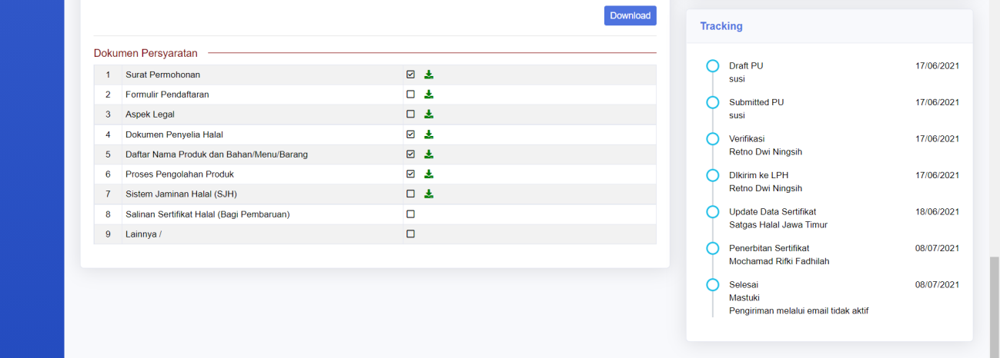 Download
Dokumen Persyaratan
1 Surat Permohonan
2 Formulir Pendaftaran
3 Aspek Legal
4 Dokumen Penyelia Halal
5 Daftar Nama Produk dan Bahan/Menu/Barang
6 Proses Pengolahan Produk
7 Sistem Jaminan Halal (SJH)
8 Salinan Sertifikat Halal (Bagi Pembaruan)
9 Lainnya /
Tracking
Draft PU 17/06/2021
susi
Submitted PU 17/06/2021
susi
Verifikasi 17/06/2021
Retno Dwi Ningsih
DIkirim ke LPH 17/06/2021
Retno Dwi Ningsih
Update Data Sertifikat 18/06/2021
Satgas Halal Jawa Timur
Penerbitan Sertifikat 08/07/2021
Mochamad Rifki Fadhilah
Selesai 08/07/2021
Mastuki
Pengiriman melalui email tidak aktif